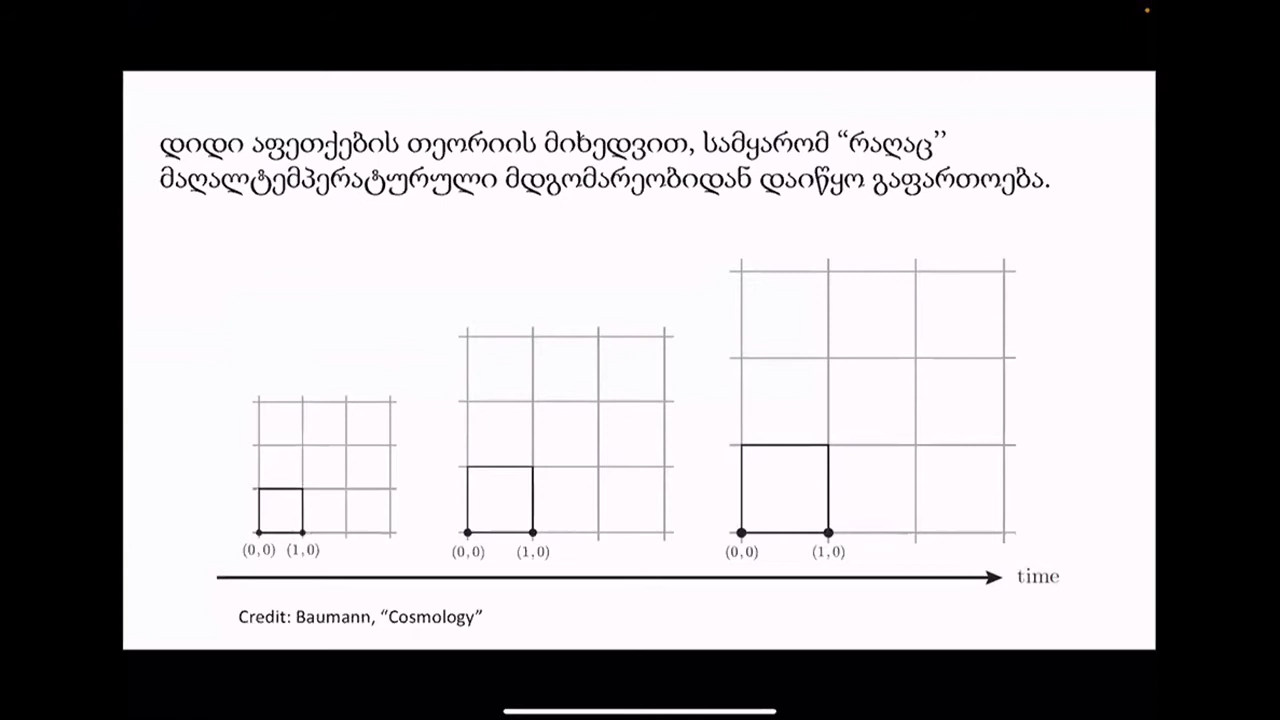 დიდი აფეთქების თეორიის მიხედვით, სამყარომ “რაღაც’’
მაღალტემპერატურული მდგომარეობიდან დაიწყო გაფართოება.
(0,0) (1,0) (0,0) (1,0) (0,0) (1,0)
time
Credit: Baumann, “Cosmology”